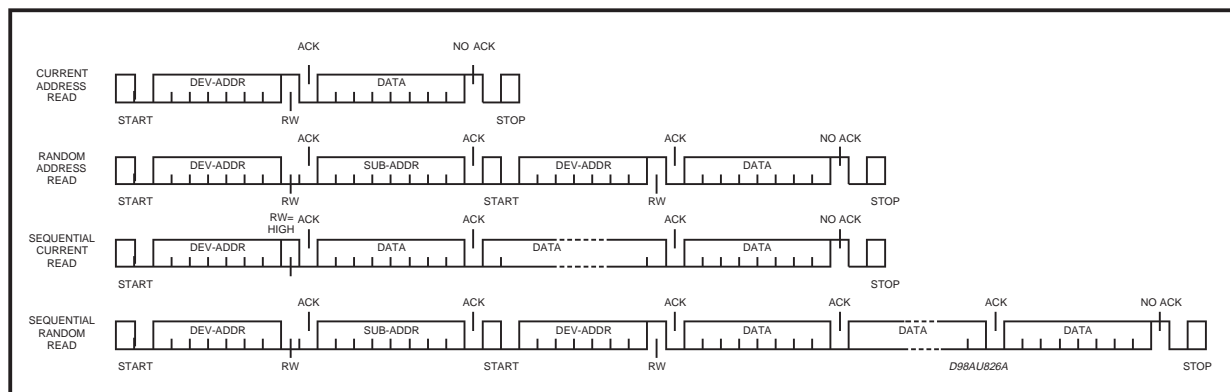 ACK NO ACK
CURRENT
ADDRESS
READ
DEV-ADDR DATA
START RW STOP
ACK ACK ACK NO ACK
RANDOM
ADDRESS
READ
DEV-ADDR SUB-ADDR DEV-ADDR DATA
START RW START RW STOP
RW=
HIGH
ACK ACK ACK NO ACK
SEQUENTIAL
CURRENT
READ
DEV-ADDR DATA DATA DATA
START STOP
ACK ACK ACK ACK ACK NO ACK
SEQUENTIAL
RANDOM
READ
DEV-ADDR SUB-ADDR DEV-ADDR DATA DATA DATA
START RW START RW D98AU826A STOP